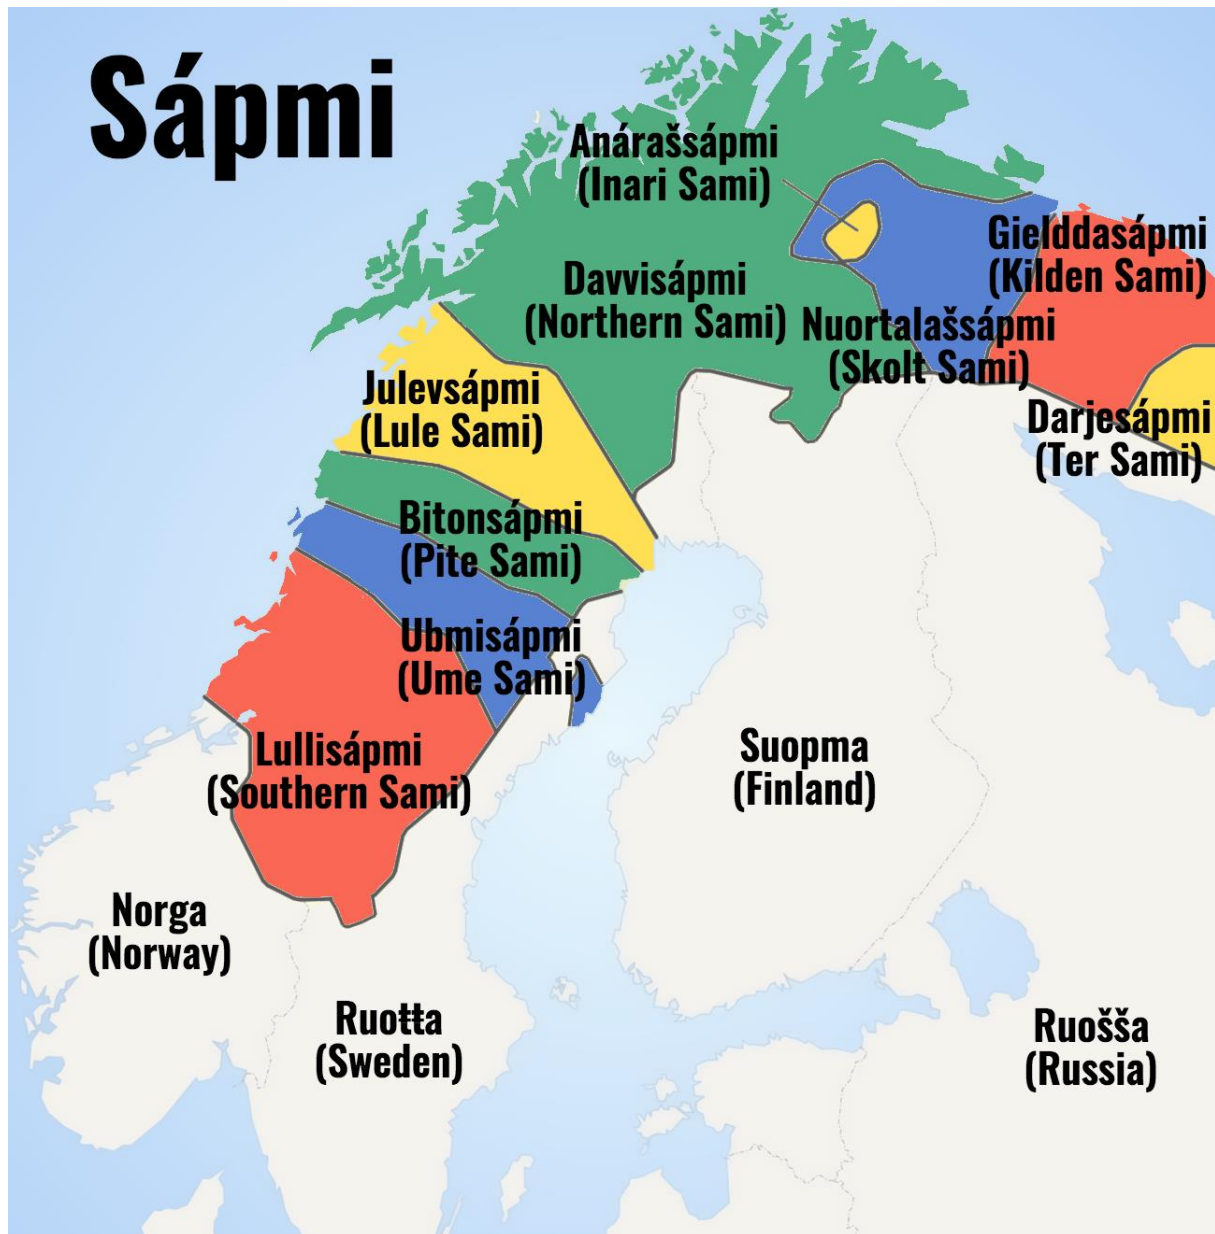 Sápmi
Anárašsápmi
(Inari Sami)
Gielddasápmi
(Kilden Sami)
Davvisápmi
(Northern Sami)
Nuortalašsápmi
(Skolt Sami)
Julevsápmi
(Lule Sami)
Darjesápmi
(Ter Sami)
Bitonsápmi
(Pite Sami)
Ubmisápmi
(Ume Sami)
Lullisápmi
(Southern Sami)
Suopma
(Finland)
Norga
(Norway)
Ruoŧŧa
(Sweden)
Ruošša
(Russia)